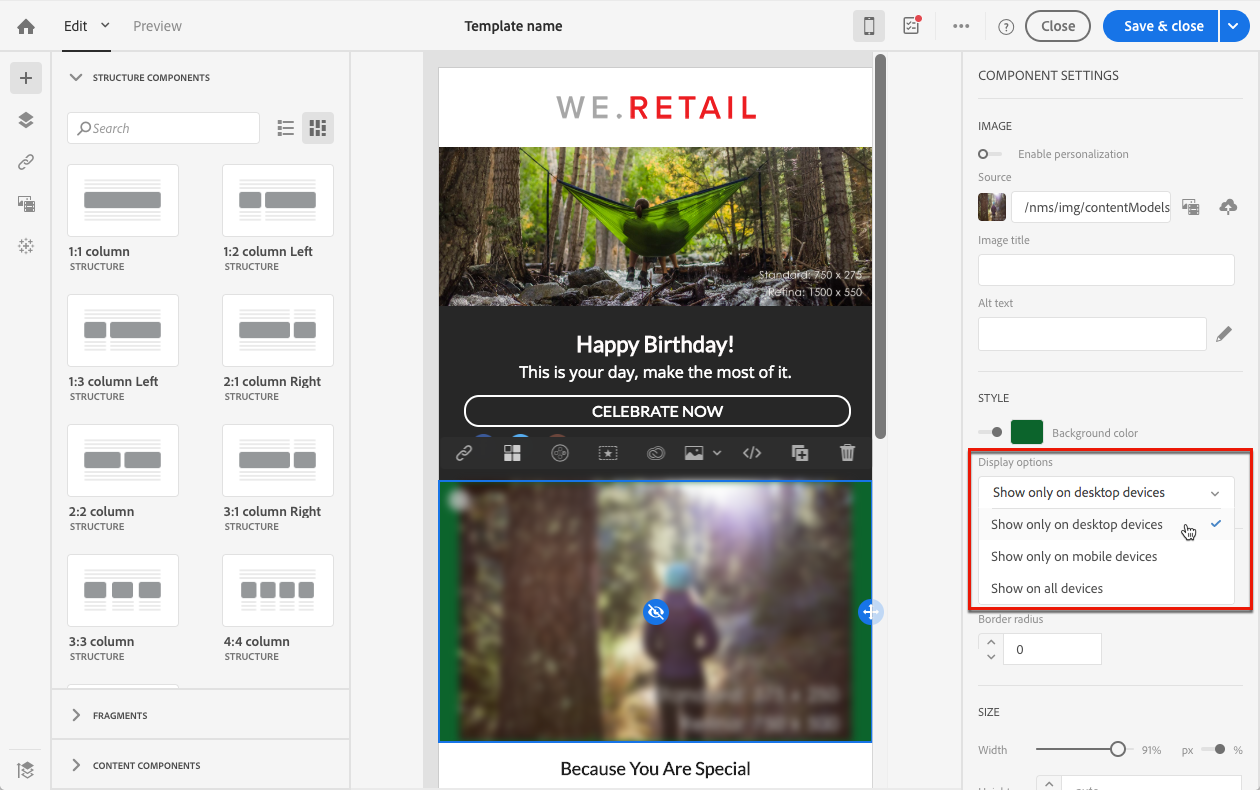 Edit
Preview
Template name
Close
Save & close
STRUCTURE COMPONENTS
Search
1:1 column
STRUCTURE
1:2 column Left
STRUCTURE
1:3 column Left
STRUCTURE
2:1 column Right
STRUCTURE
2:2 column
STRUCTURE
3:1 column Right
STRUCTURE
3:3 column
STRUCTURE
4:4 column
STRUCTURE
FRAGMENTS
CONTENT COMPONENTS
WE.RETAIL
Standard: 750 x 275
Retina: 1500 x 550
Happy Birthday!
This is your day, make the most of it.
CELEBRATE NOW
Because You Are Special
COMPONENT SETTINGS
IMAGE
Enable personalization
Source
/nms/img/contentModels
Image title
Alt text
STYLE
Background color
Display options
Show only on desktop devices
Show only on desktop devices
Show only on mobile devices
Show on all devices
Border radius
0
SIZE
Width
91%
px
%